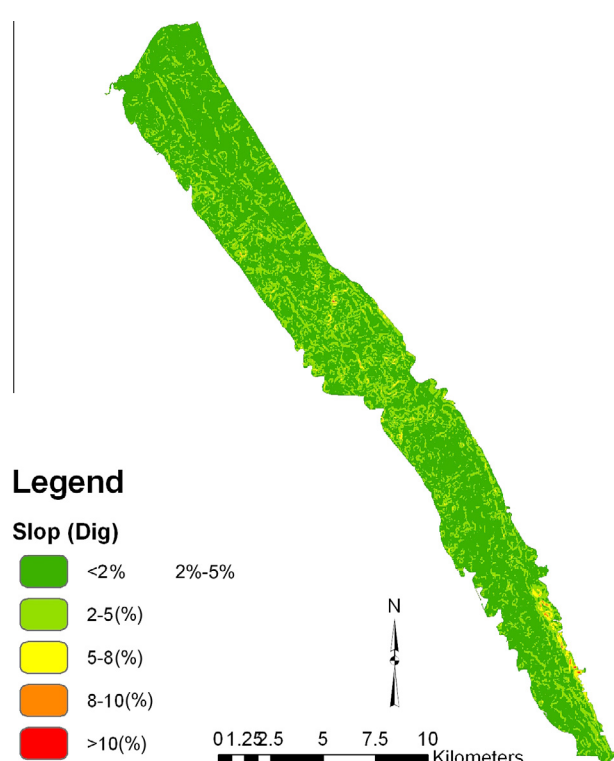 Legend
Slop (Dig)
<2% 2%-5%
2-5(%)
5-8(%)
8-10(%)
>10(%)
N
0 1.25 2.5 5 7.5 10
Kilometers